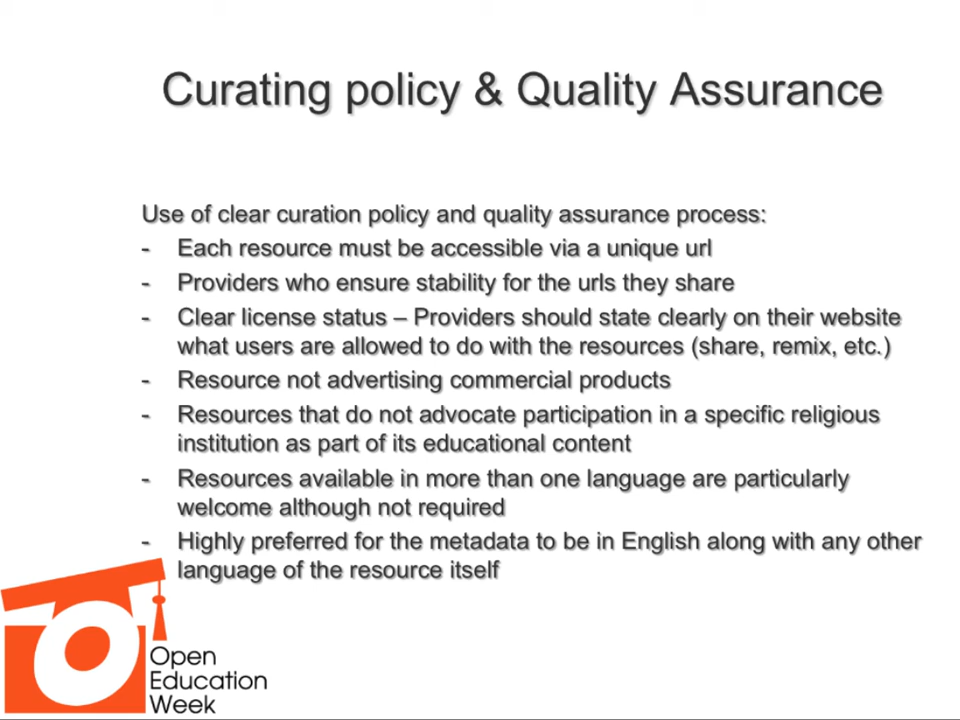 Curating policy & Quality Assurance
Use of clear curation policy and quality assurance process:
- Each resource must be accessible via a unique url
- Providers who ensure stability for the urls they share
- Clear license status – Providers should state clearly on their website
what users are allowed to do with the resources (share, remix, etc.)
- Resource not advertising commercial products
- Resources that do not advocate participation in a specific religious
institution as part of its educational content
- Resources available in more than one language are particularly
welcome although not required
- Highly preferred for the metadata to be in English along with any other
language of the resource itself
Open
Education
Week